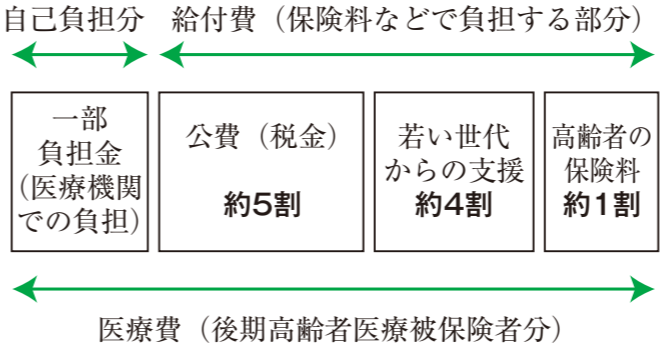 自己負担分
給付費（保険料などで負担する部分）
一部
負担金
（医療機関
での負担）
公費（税金）
約5割
若い世代
からの支援
約4割
高齢者の
保険料
約1割
医療費（後期高齢者医療被保険者分）